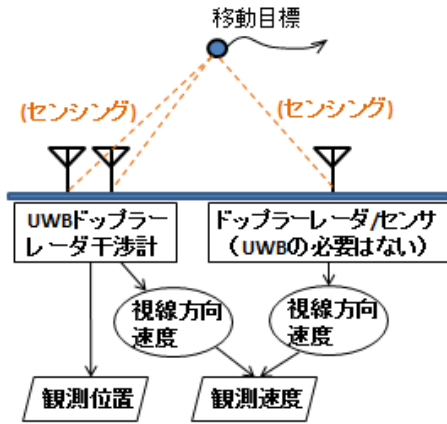 移動目標
(センシング)
(センシング)
UWBドップラー
レーダ干渉計
ドップラーレーダ/センサ
(UWBの必要はない)
視線方向
速度
視線方向
速度
観測位置
観測速度